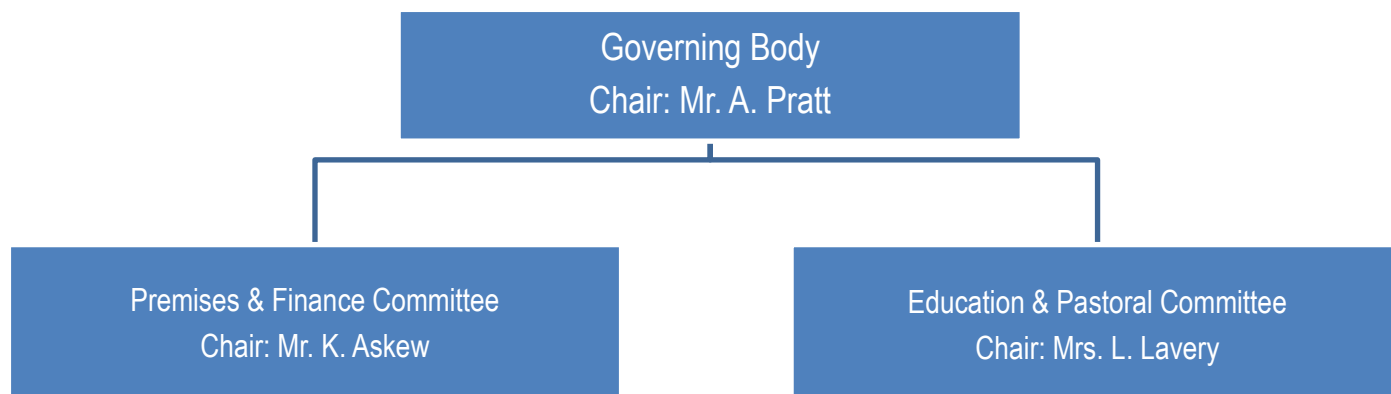 Governing Body
Chair: Mr. A. Pratt
Premises & Finance Committee
Chair: Mr. K. Askew
Education & Pastoral Committee
Chair: Mrs. L. Lavery